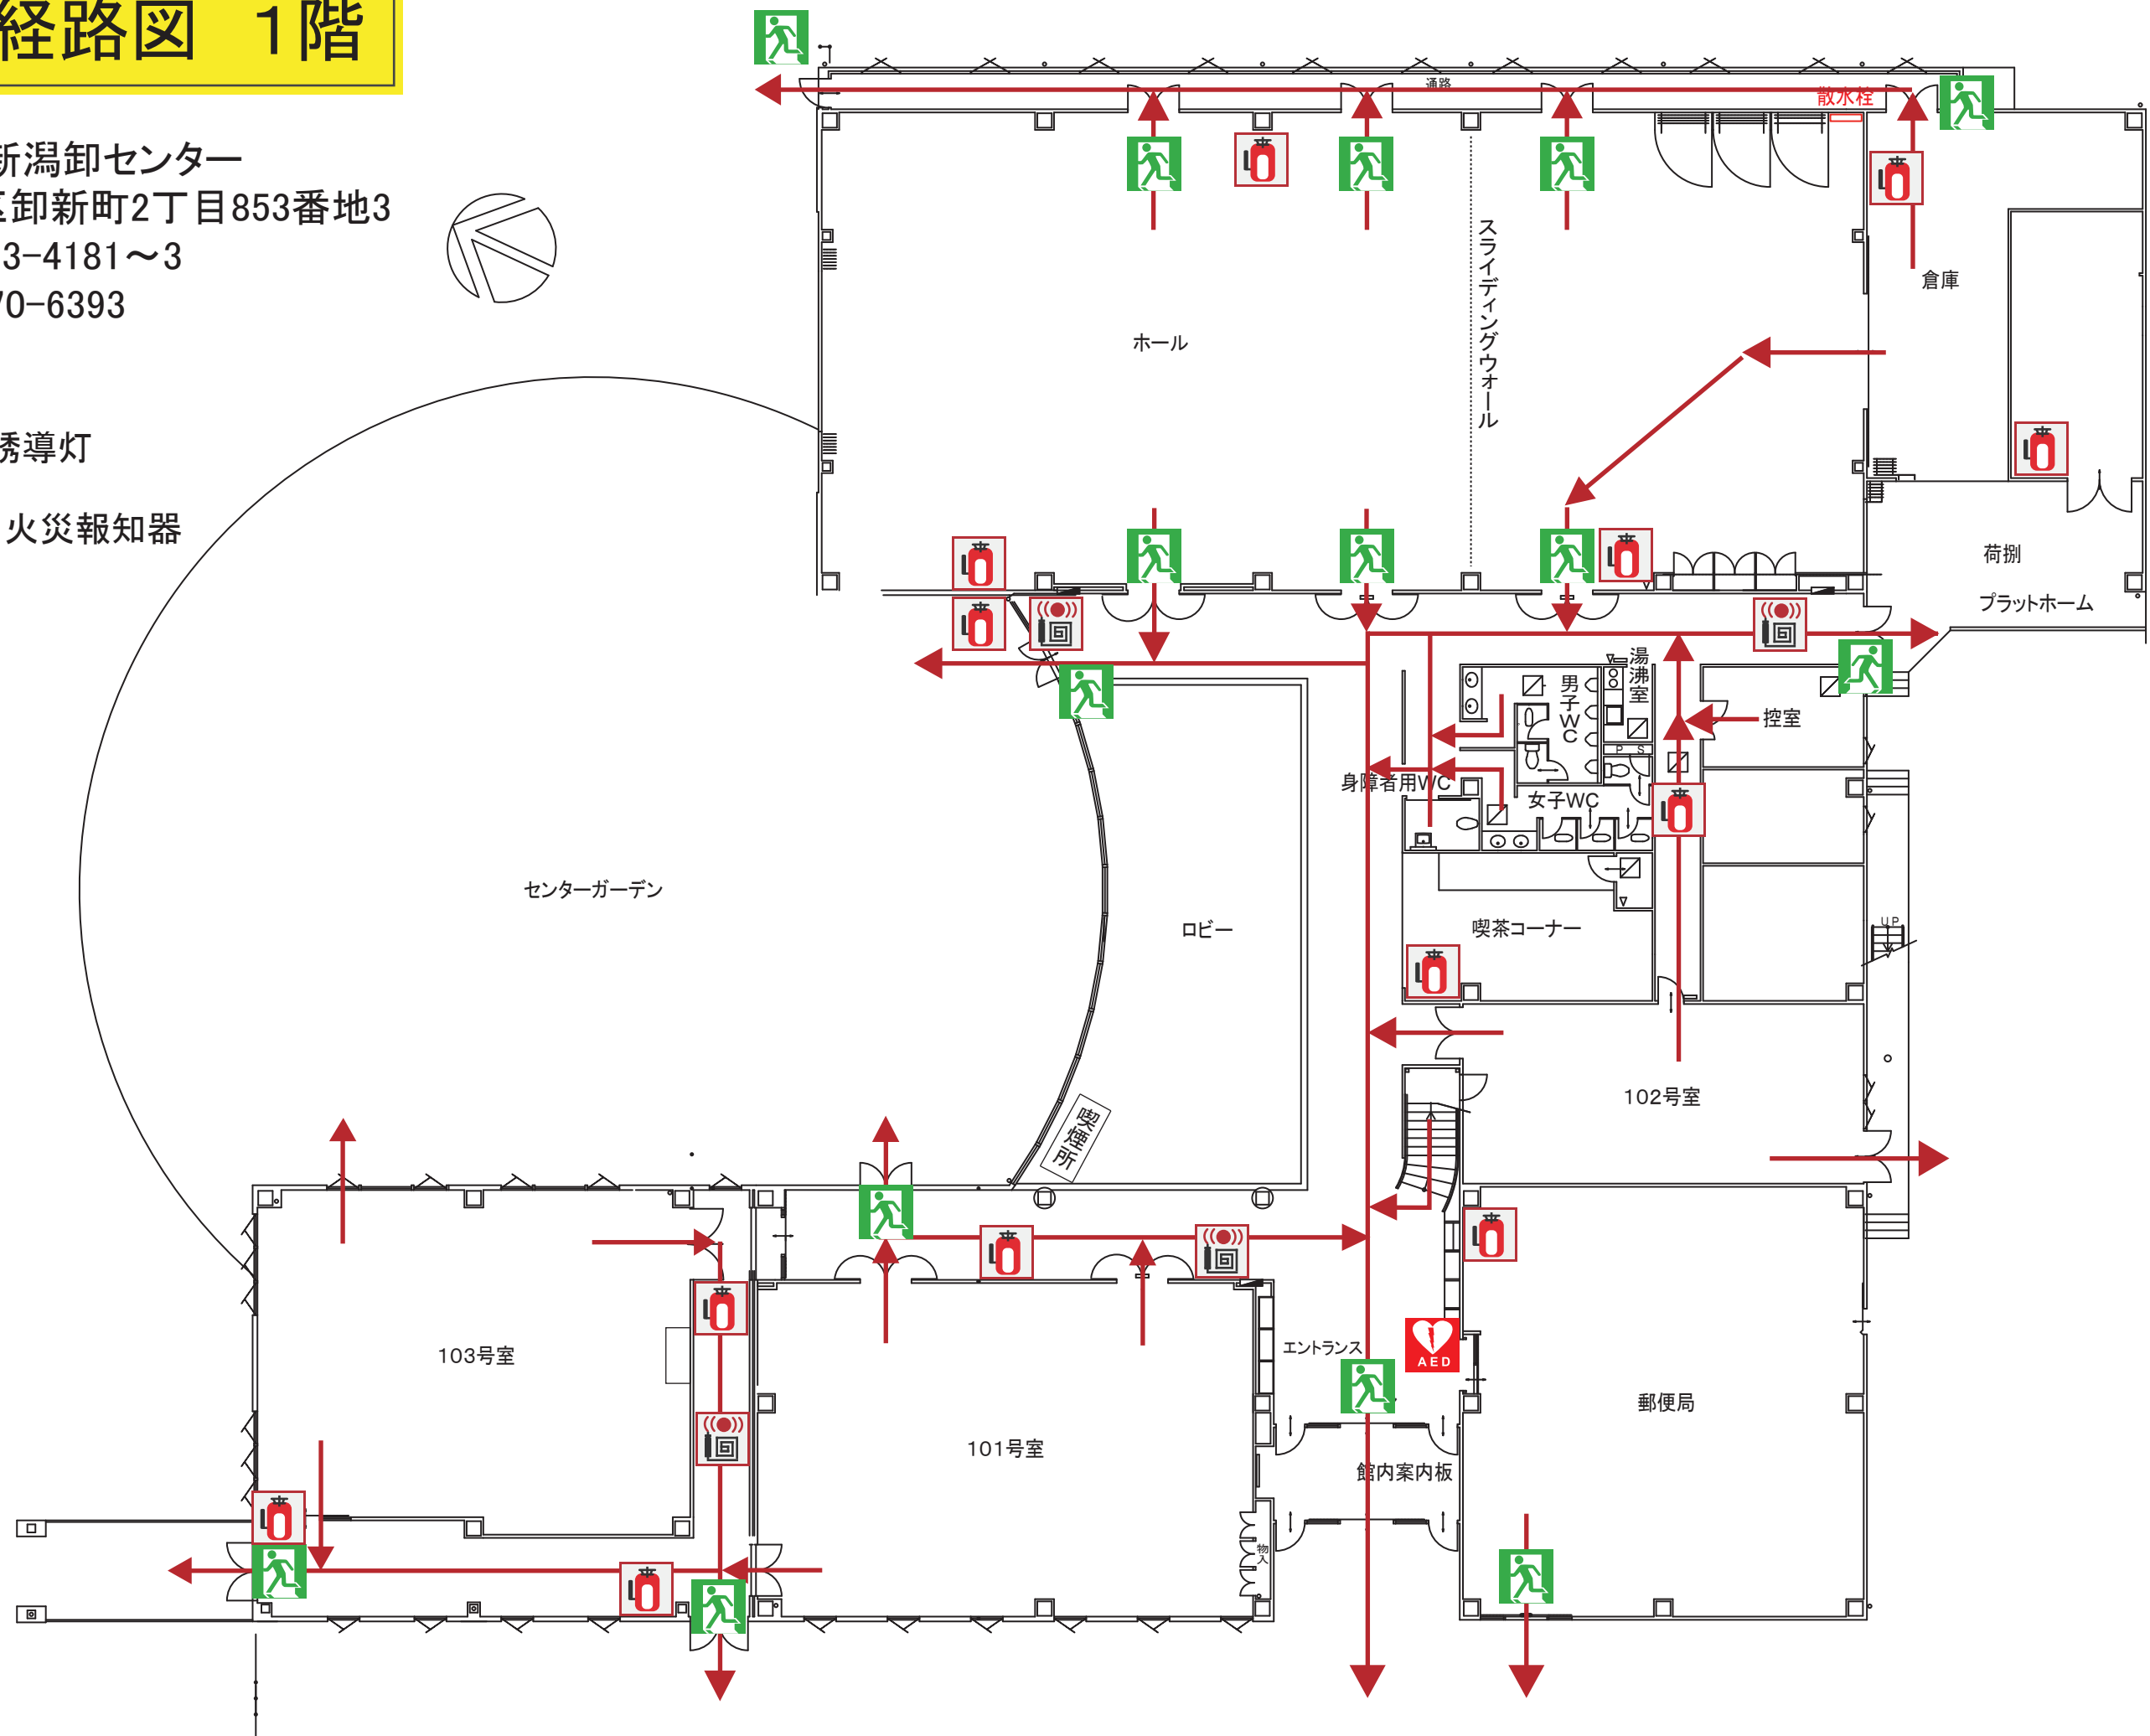 経路図 1階
新潟卸センター
区卸新町2丁目853番地3
3-4181～3
70-6393
誘導灯
火災報知器
通路
散水栓
スライディングウォール
ホール
倉庫
荷捌
プラットホーム
湯沸室
男子WC
控室
PS
身障者用WC
女子WC
センターガーデン
ロビー
喫茶コーナー
UP
102号室
喫煙所
103号室
エントランス
AED
郵便局
101号室
館内案内板
物入